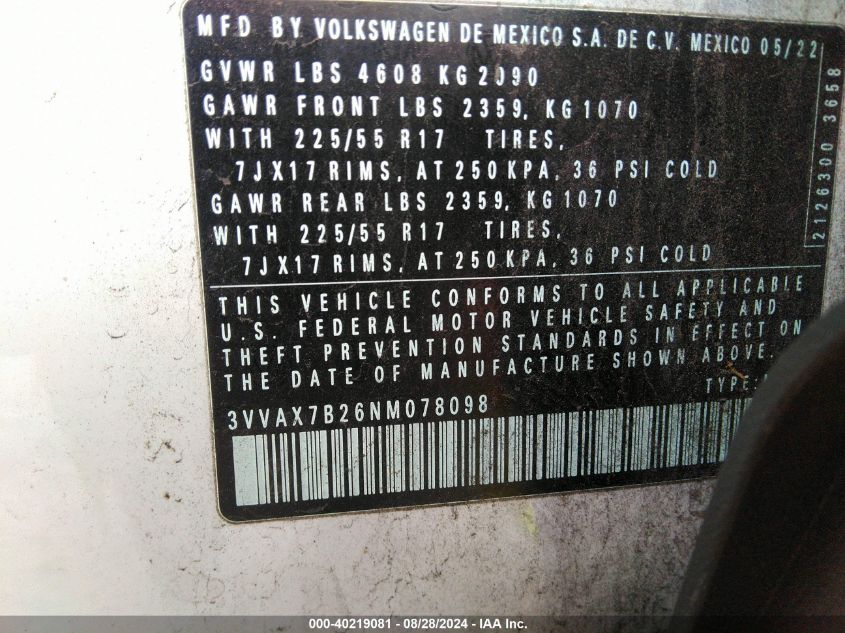 MFD BY VOLKSWAGEN DE MEXICO S.A. DE C.V. MEXICO 05/22
GVWR LBS 4608 KG 2090
GAWR FRONT LBS 2359, KG 1070
WITH 225/55 R17 TIRES,
7JX17 RIMS, AT 250 KPA, 36 PSI COLD
GAWR REAR LBS 2359, KG 1070
WITH 225/55 R17 TIRES,
7JX17 RIMS, AT 250 KPA, 36 PSI COLD
THIS VEHICLE CONFORMS TO ALL APPLICABLE
U.S. FEDERAL MOTOR VEHICLE SAFETY AND
THEFT PREVENTION STANDARDS IN EFFECT ON
THE DATE OF MANUFACTURE SHOWN ABOVE.
TYPE:
3VVAX7B26NM078098
2126300 3658
000-40219081 - 08/28/2024 - IAA Inc.